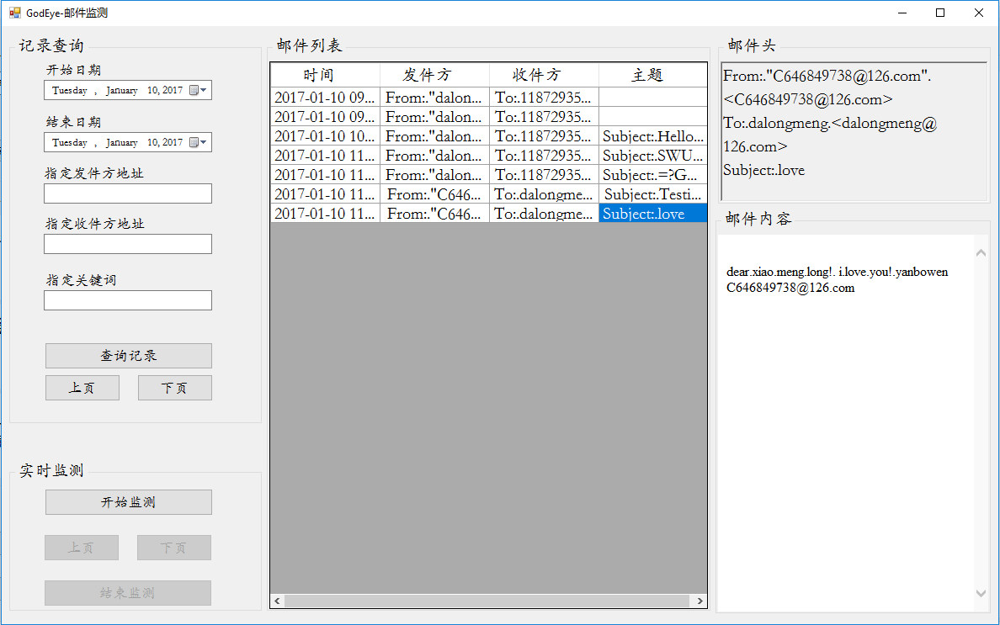 GodEye-邮件监测
记录查询
开始日期
Tuesday , January 10, 2017
结束日期
Tuesday , January 10, 2017
指定发件方地址
指定收件方地址
指定关键词
查询记录
上页 下页
实时监测
开始监测
上页 下页
结束监测
邮件列表
时间 发件方 收件方 主题
2017-01-10 09... From:."dalon... To:.11872935...
2017-01-10 09... From:."dalon... To:.11872935...
2017-01-10 10... From:."dalon... To:.11872935... Subject:.Hello...
2017-01-10 11... From:."dalon... To:.11872935... Subject:.SWU...
2017-01-10 11... From:."dalon... To:.11872935... Subject:.=?G...
2017-01-10 11... From:."C646... To:.dalongme... Subject:.Testi...
2017-01-10 11... From:."C646... To:.dalongme... Subject:.love
邮件头
From:."C646849738@126.com".
<C646849738@126.com>
To:.dalongmeng.<dalongmeng@
126.com>
Subject:.love
邮件内容
dear.xiao.meng.long!. i.love.you!.yanbowen
C646849738@126.com